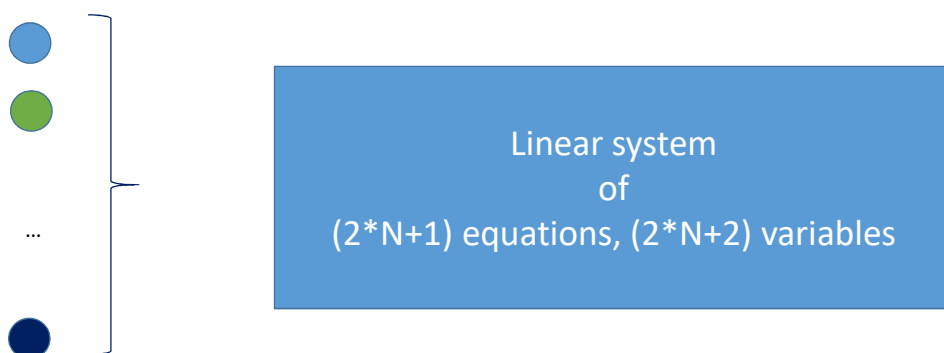 ...
Linear system
of
(2*N+1) equations, (2*N+2) variables